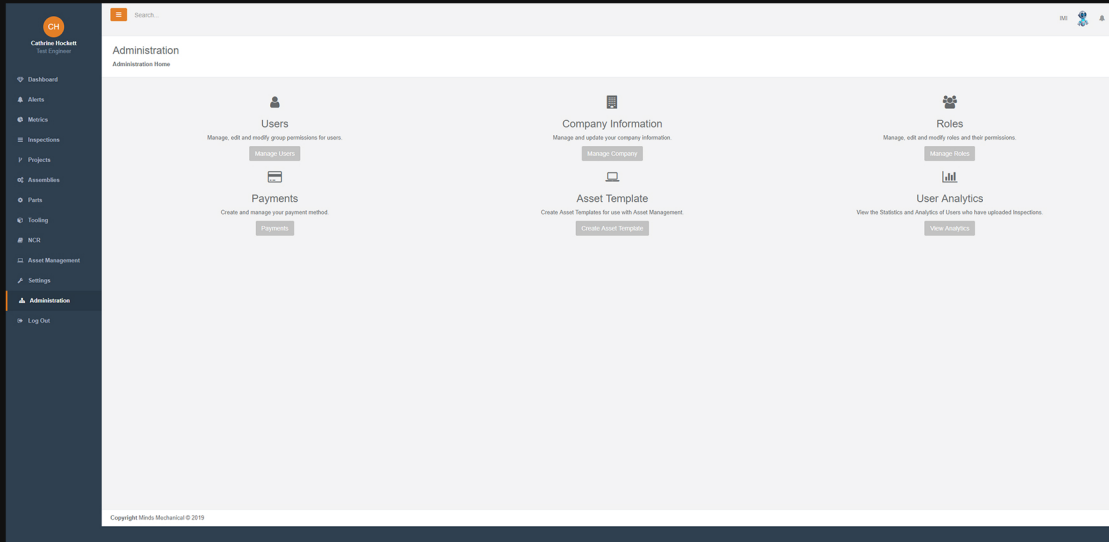 CH
Cathrine Hockett
Test Engineer
Dashboard
Alerts
Metrics
Inspections
Projects
Assemblies
Parts
Tooling
NCR
Asset Management
Settings
Administration
Log Out
Search...
IMI
Administration
Administration Home
Users
Manage, edit and modify group permissions for users.
Manage Users
Company Information
Manage and update your company information.
Manage Company
Roles
Manage, edit and modify roles and their permissions.
Manage Roles
Payments
Create and manage your payment method.
Payments
Asset Template
Create Asset Templates for use with Asset Management.
Create Asset Template
User Analytics
View the Statistics and Analytics of Users who have uploaded Inspections.
View Analytics
Copyright Minds Mechanical © 2019